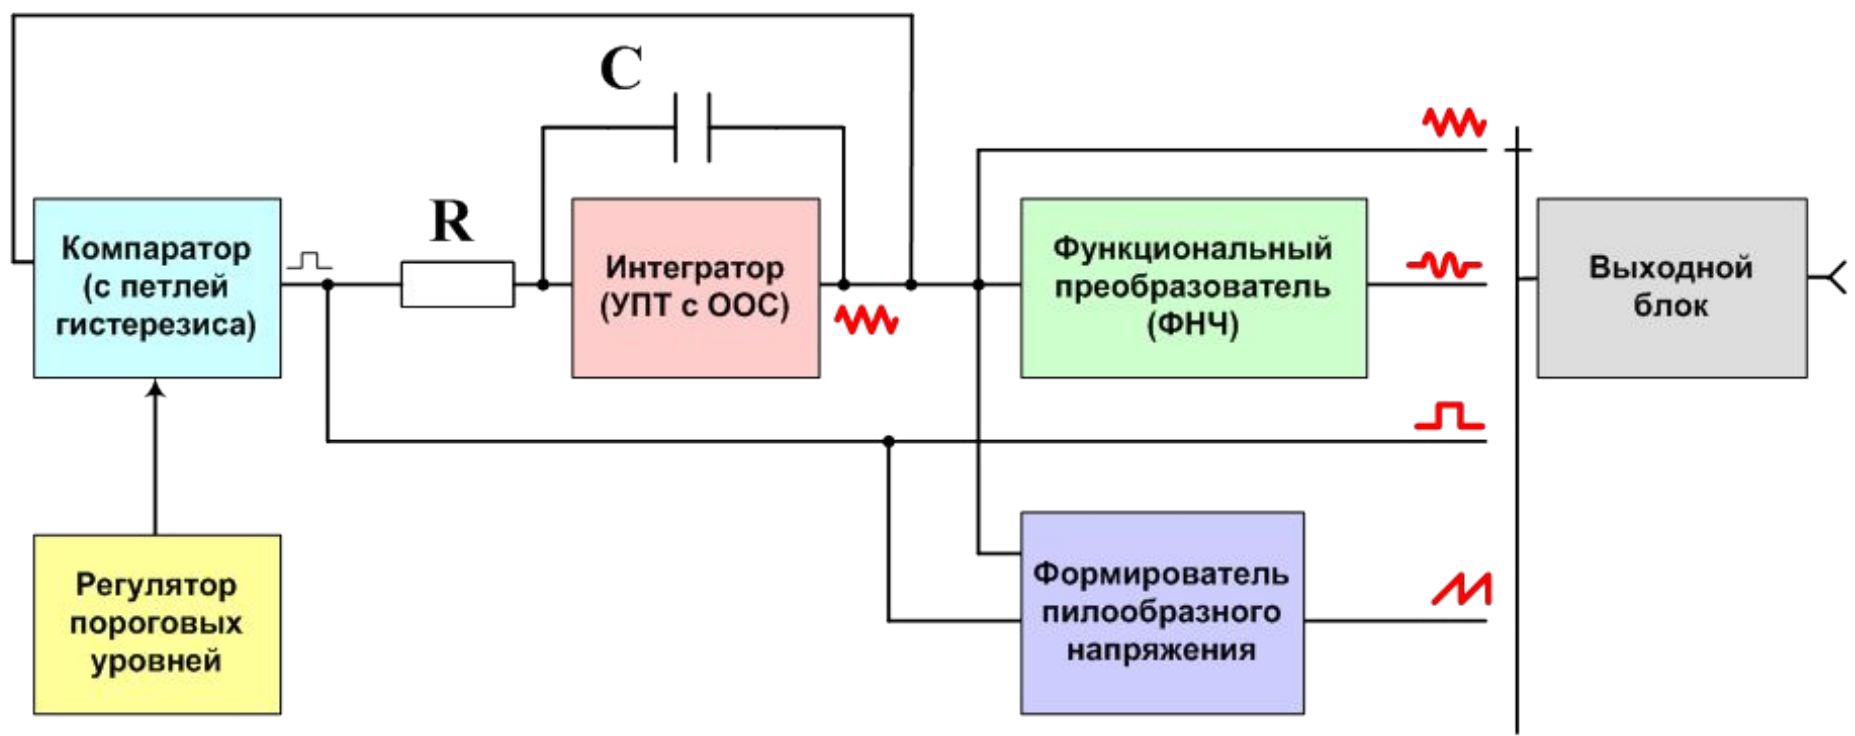 C
R
Компаратор
(с петлей
гистерезиса)
Интегратор
(УПТ с ООС)
Функциональный
преобразователь
(ФНЧ)
Выходной
блок
Регулятор
пороговых
уровней
Формирователь
пилообразного
напряжения